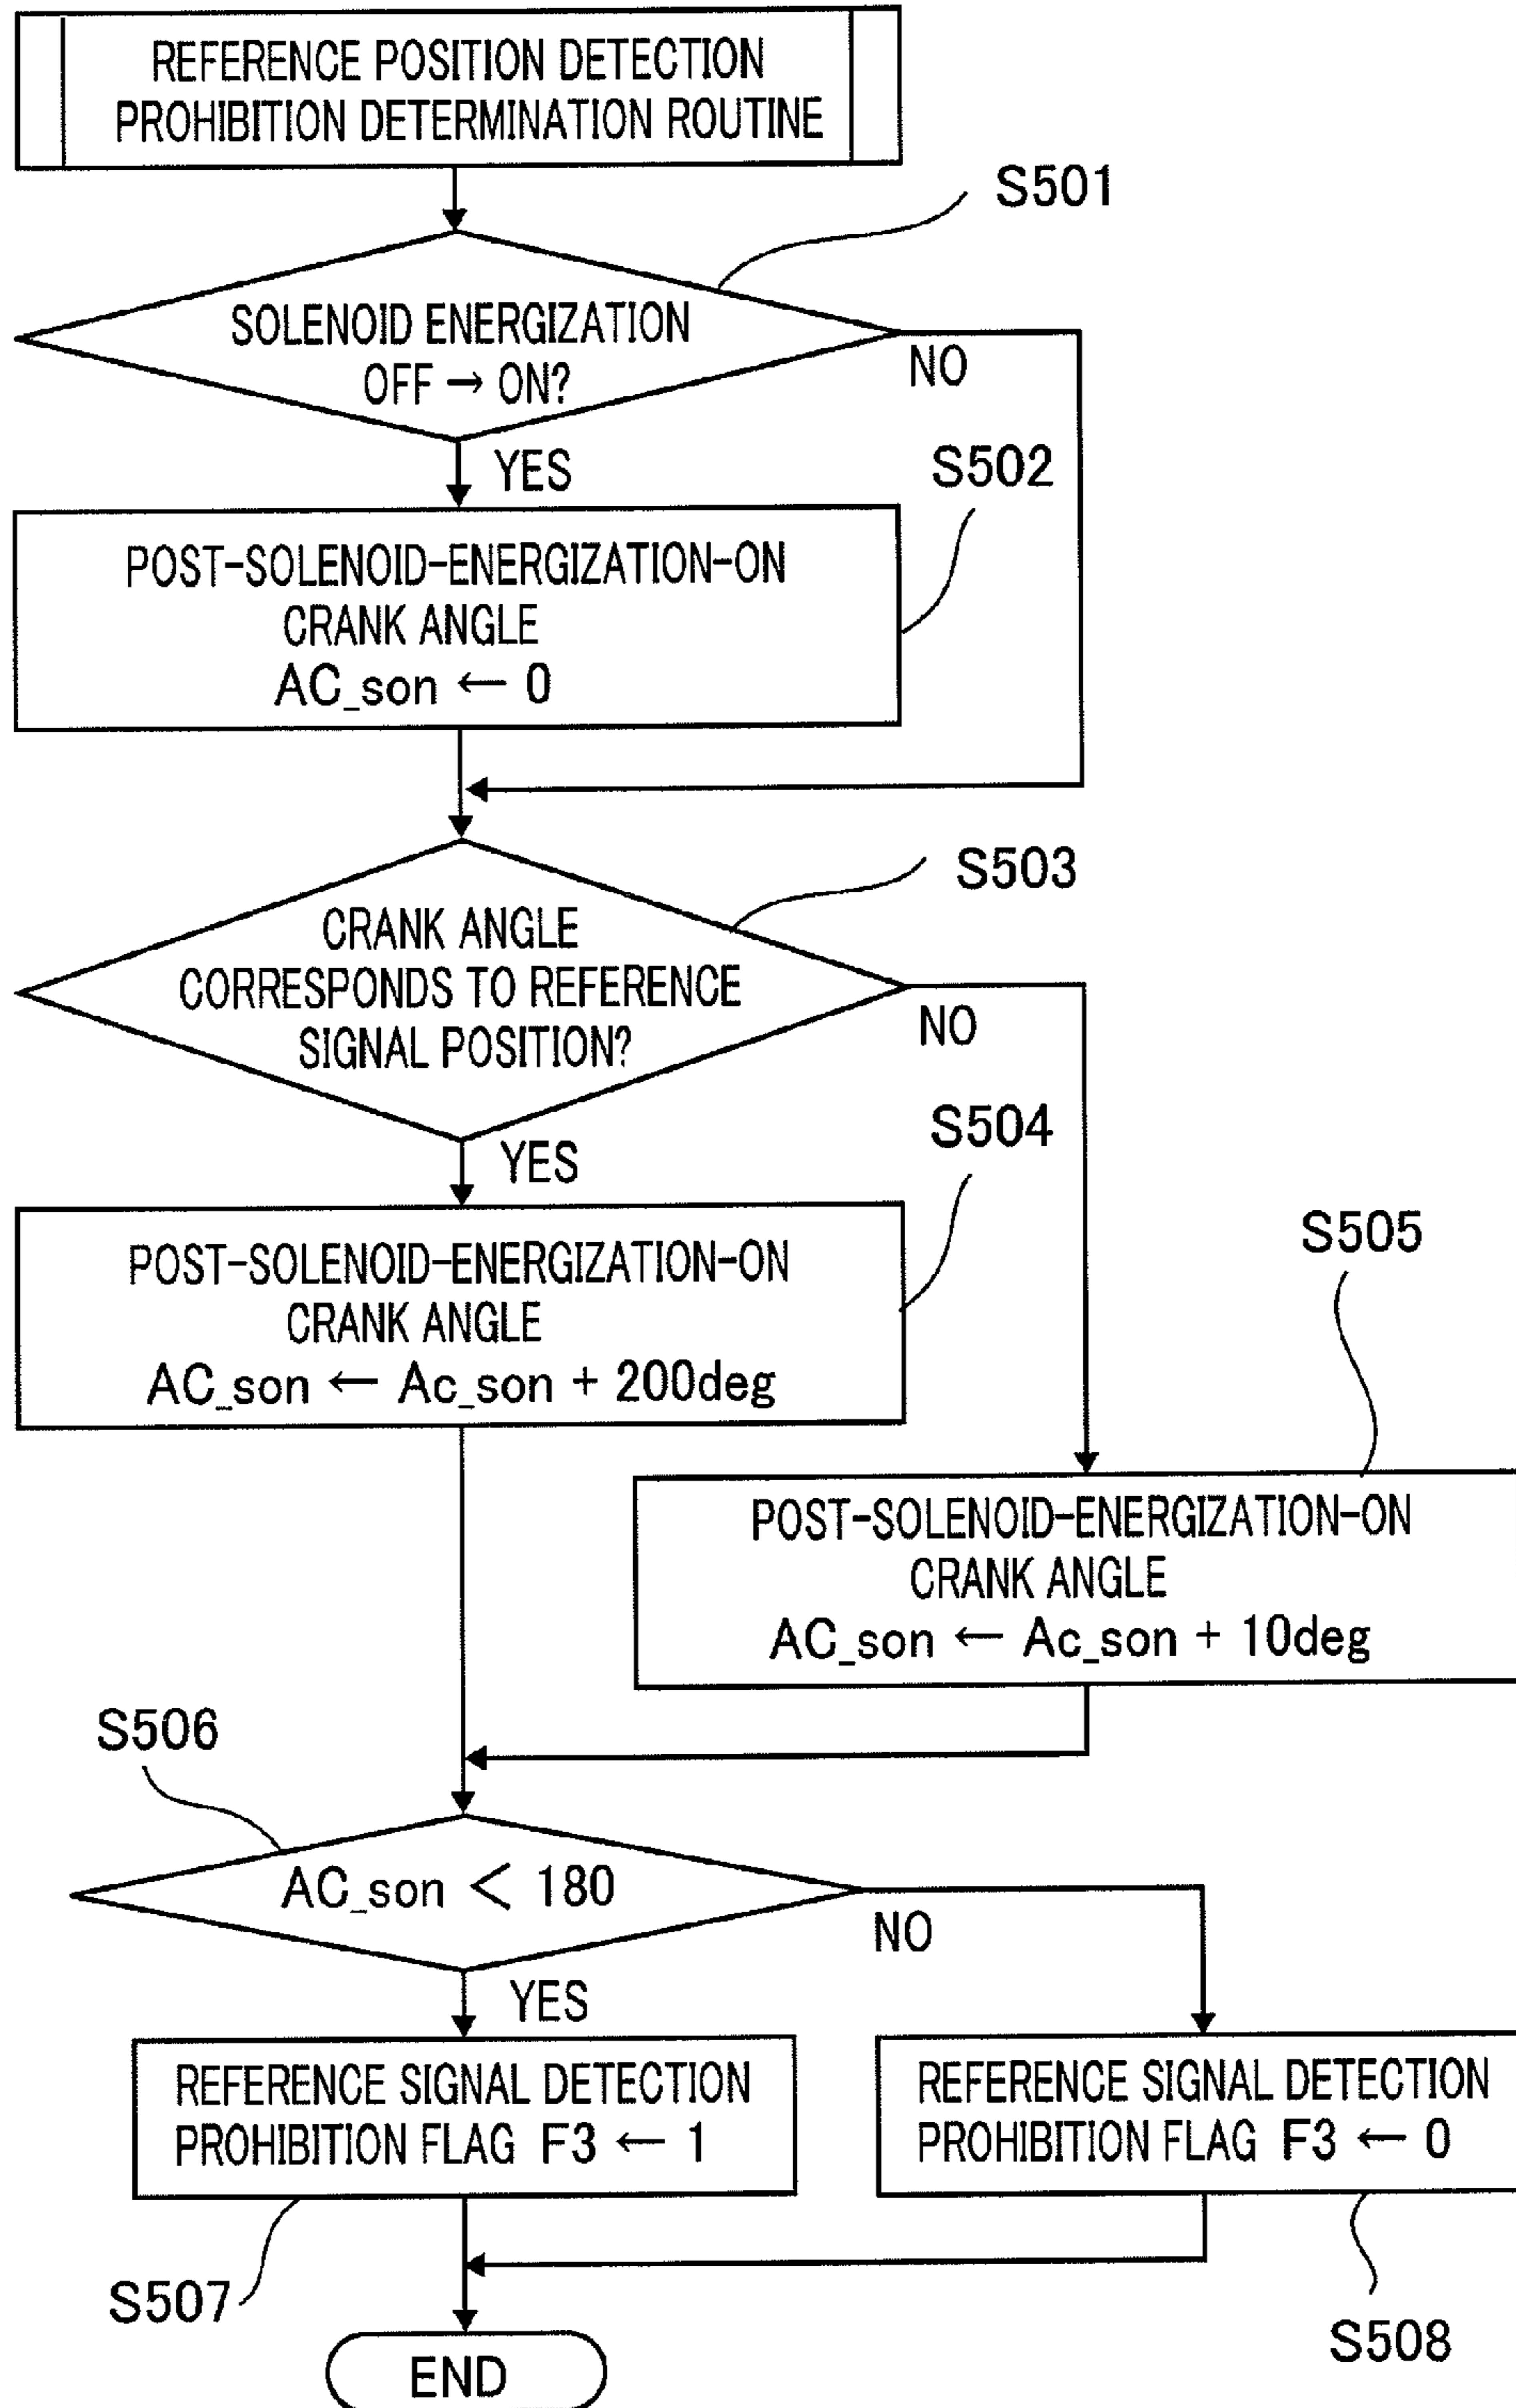 REFERENCE POSITION DETECTION
PROHIBITION DETERMINATION ROUTINE
S501
SOLENOID ENERGIZATION
OFF → ON?
NO
YES
S502
POST-SOLENOID-ENERGIZATION-ON
CRANK ANGLE
AC_son ← 0
S503
CRANK ANGLE
CORRESPONDS TO REFERENCE
SIGNAL POSITION?
NO
YES
S504
POST-SOLENOID-ENERGIZATION-ON
CRANK ANGLE
AC_son ← Ac_son + 200deg
S505
POST-SOLENOID-ENERGIZATION-ON
CRANK ANGLE
AC_son ← Ac_son + 10deg
S506
AC_son < 180
NO
YES
REFERENCE SIGNAL DETECTION
PROHIBITION FLAG F3 ← 1
REFERENCE SIGNAL DETECTION
PROHIBITION FLAG F3 ← 0
S507
S508
END